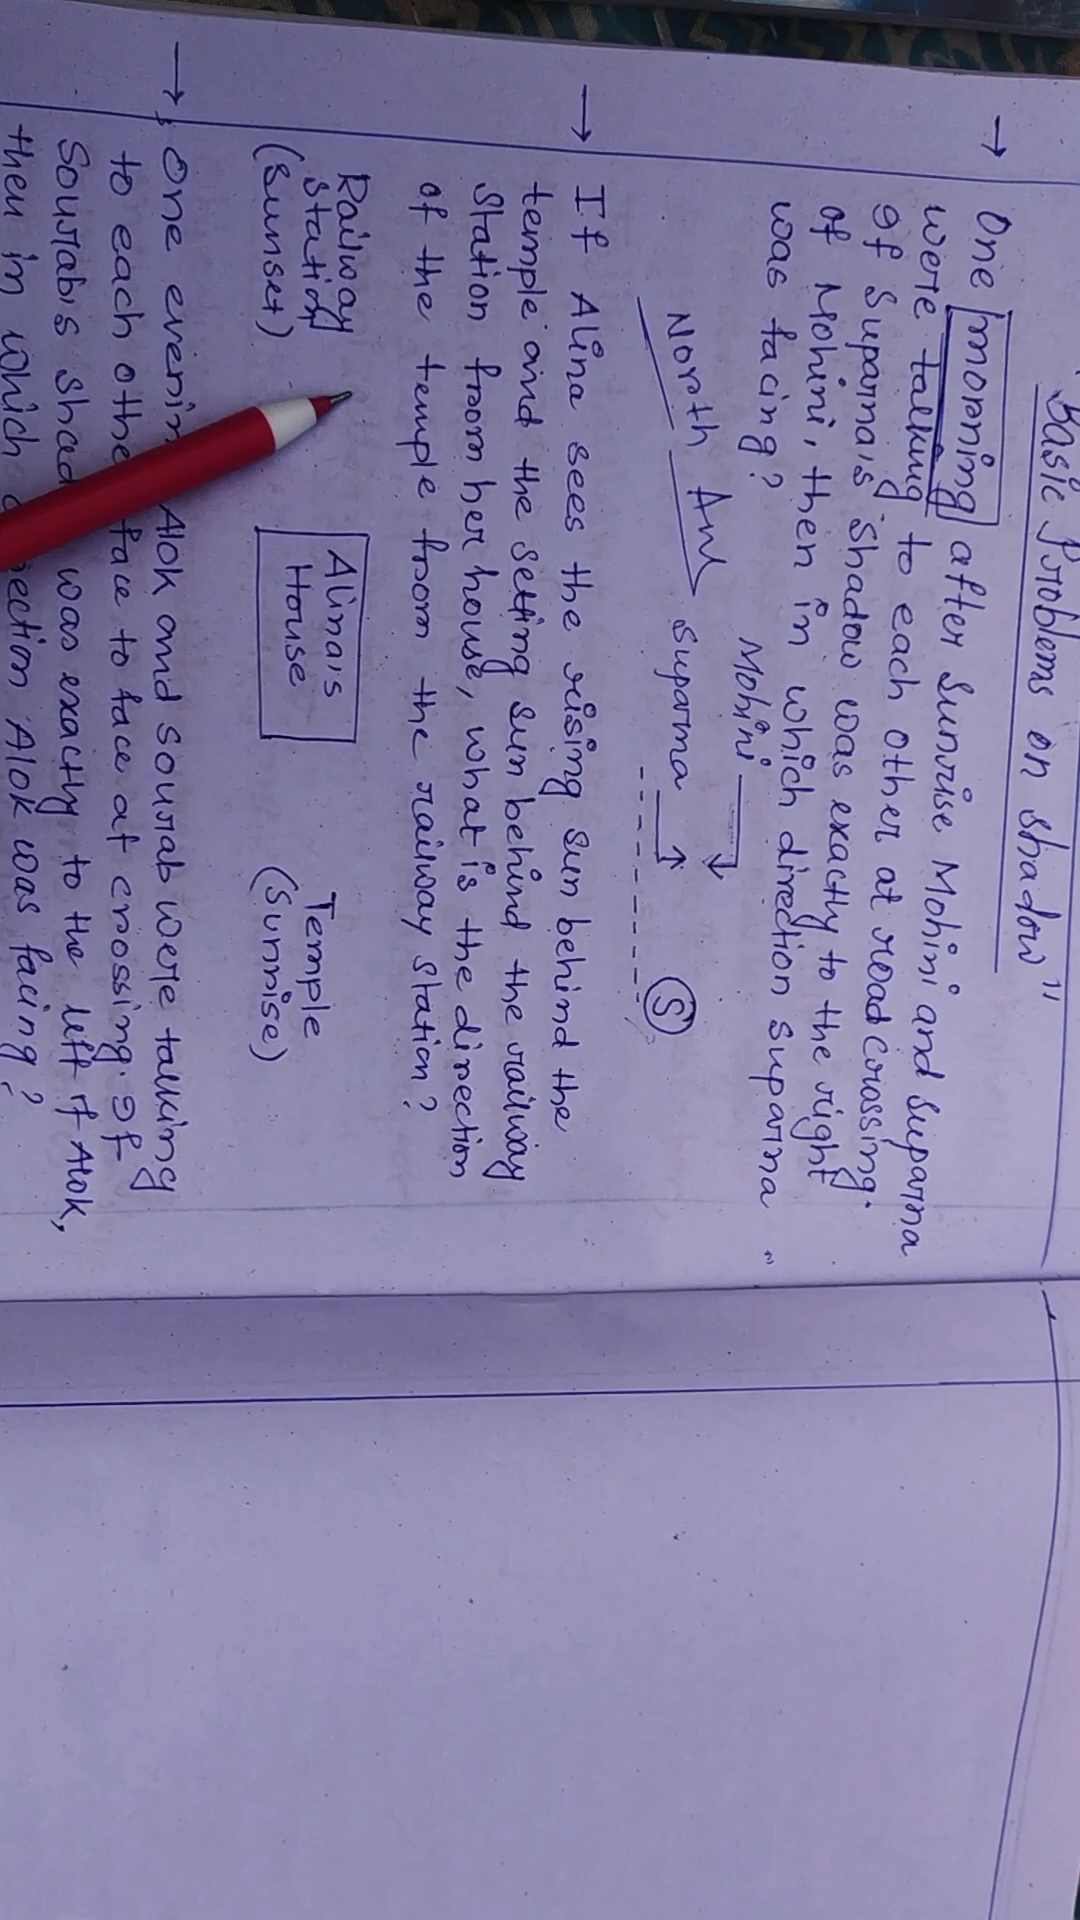 "Basic Problems on shadow"
→ One morning after Sunrise Mohini and Suparna
were talking to each other at road crossing.
If Suparna's shadow was exactly to the right
of Mohini, then in which direction suparna
was facing?
Mohini
North Ans
Suparna
S
→ If Alina sees the rising sun behind the
temple and the setting sun behind the railway
station from her house, what is the direction
of the temple from the railway station?
Railway
station
(Sunset)
Alina's
House
Temple
(Sunrise)
→ One evening Alok and Sourab were talking
to each other face to face at crossing. If
Sourab's shadow was exactly to the left of Alok,
then in which direction Alok was facing?